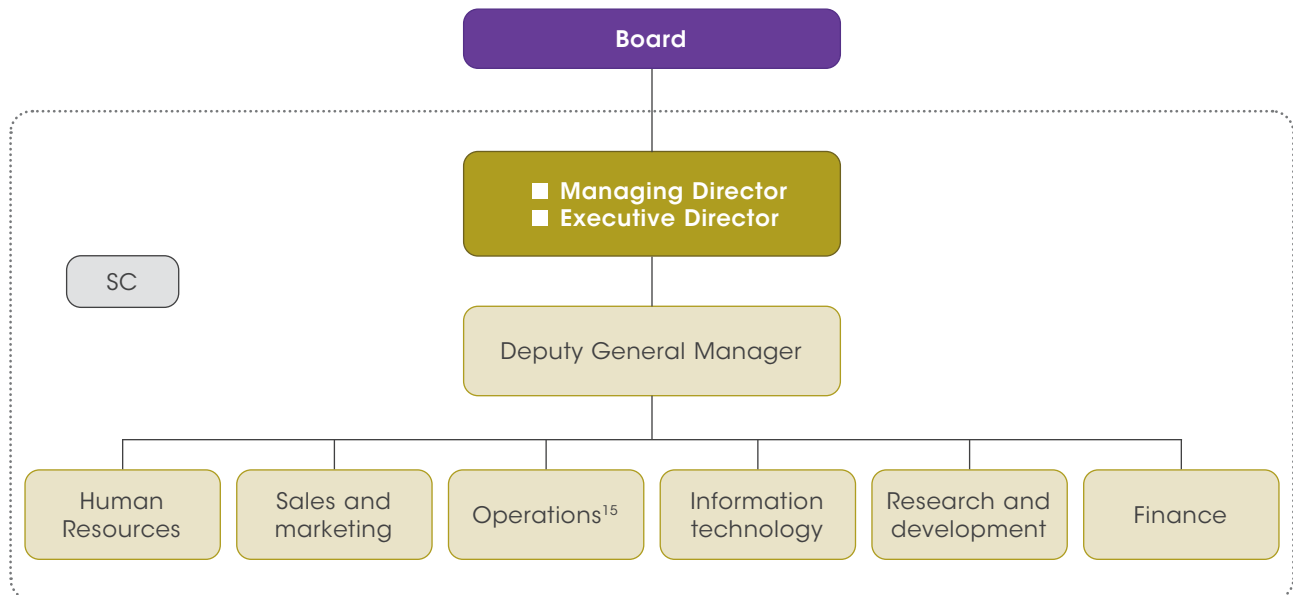 Board
■ Managing Director
■ Executive Director
SC
Deputy General Manager
Human
Resources
Sales and
marketing
Operations¹⁵
Information
technology
Research and
development
Finance